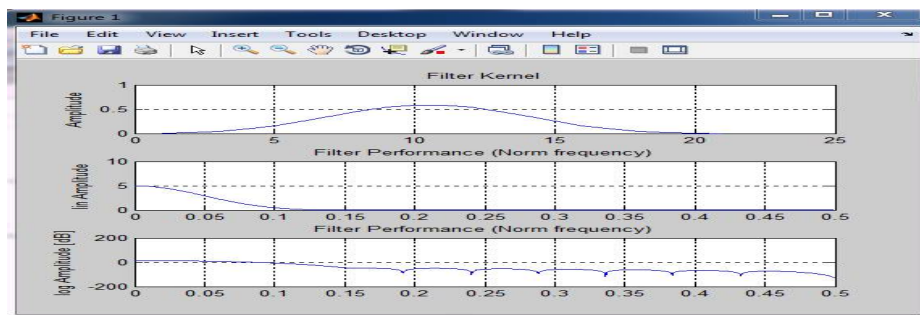 Figure 1
File Edit View Insert Tools Desktop Window Help
Filter Kernel
Amplitude
1
0.5
0
0 5 10 15 20 25
Filter Performance (Norm frequency)
lin Amplitude
10
5
0
0 0.05 0.1 0.15 0.2 0.25 0.3 0.35 0.4 0.45 0.5
Filter Performance (Norm frequency)
log Amplitude [dB]
200
0
-200
0 0.05 0.1 0.15 0.2 0.25 0.3 0.35 0.4 0.45 0.5